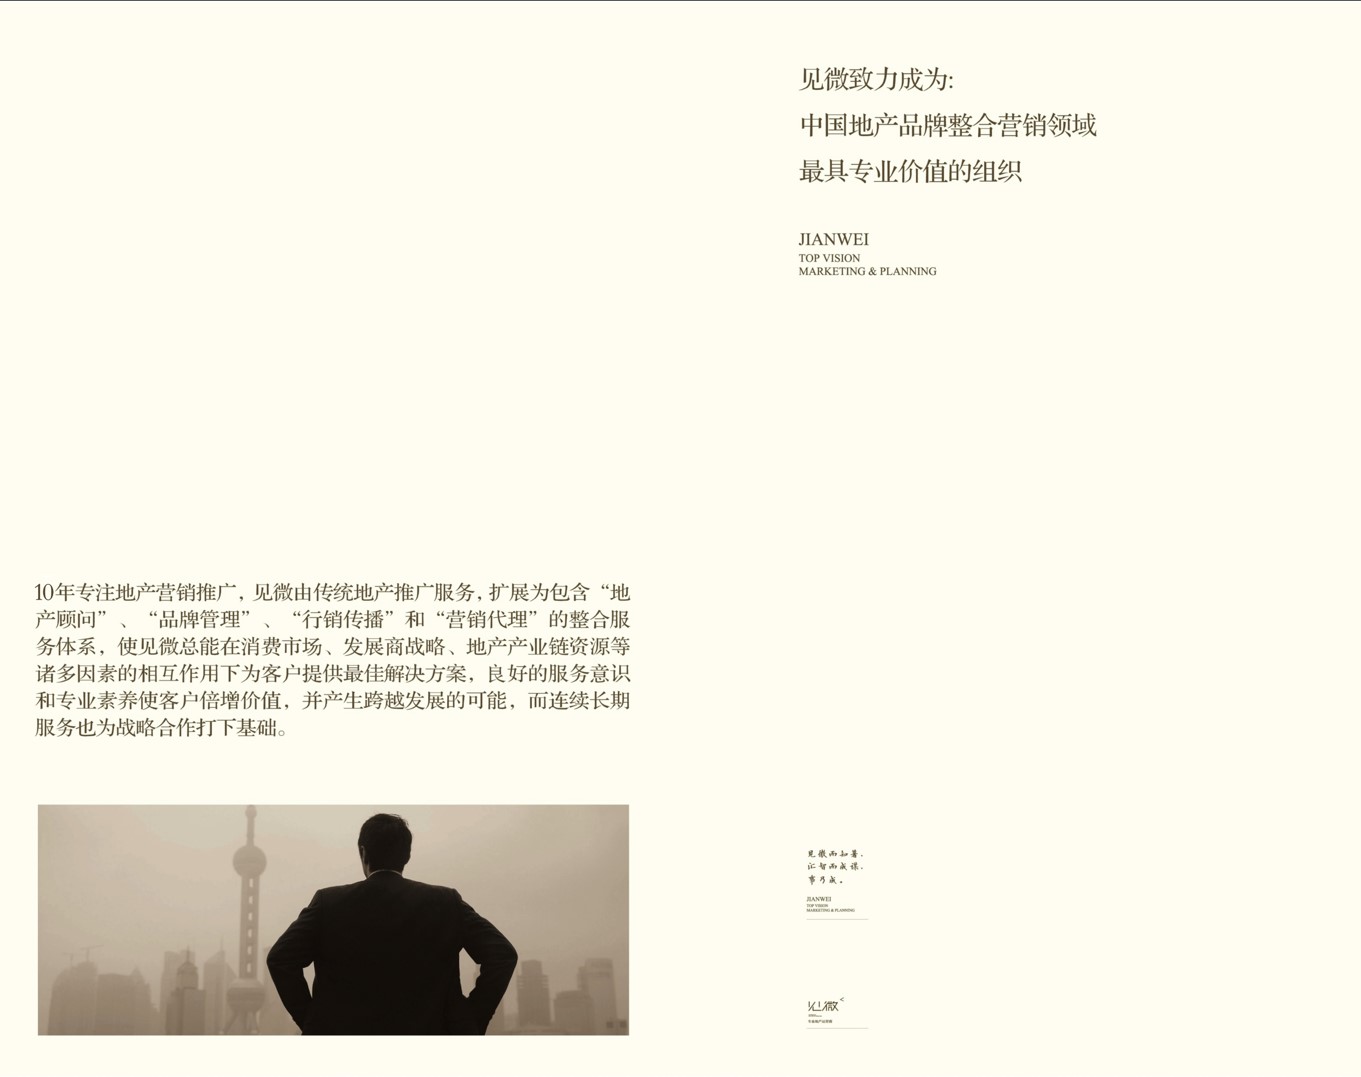 见微致力成为:
中国地产品牌整合营销领域
最具专业价值的组织
JIANWEI
TOP VISION
MARKETING & PLANNING
10年专注地产营销推广，见微由传统地产推广服务，扩展为包含“地
产顾问”、“品牌管理”、“行销传播”和“营销代理”的整合服
务体系，使见微总能在消费市场、发展商战略、地产产业链资源等
诸多因素的相互作用下为客户提供最佳解决方案，良好的服务意识
和专业素养使客户倍增价值，并产生跨越发展的可能，而连续长期
服务也为战略合作打下基础。
见微而知著，
汇智而成谋，
事乃成。
JIANWEI
TOP VISION
MARKETING & PLANNING
见微